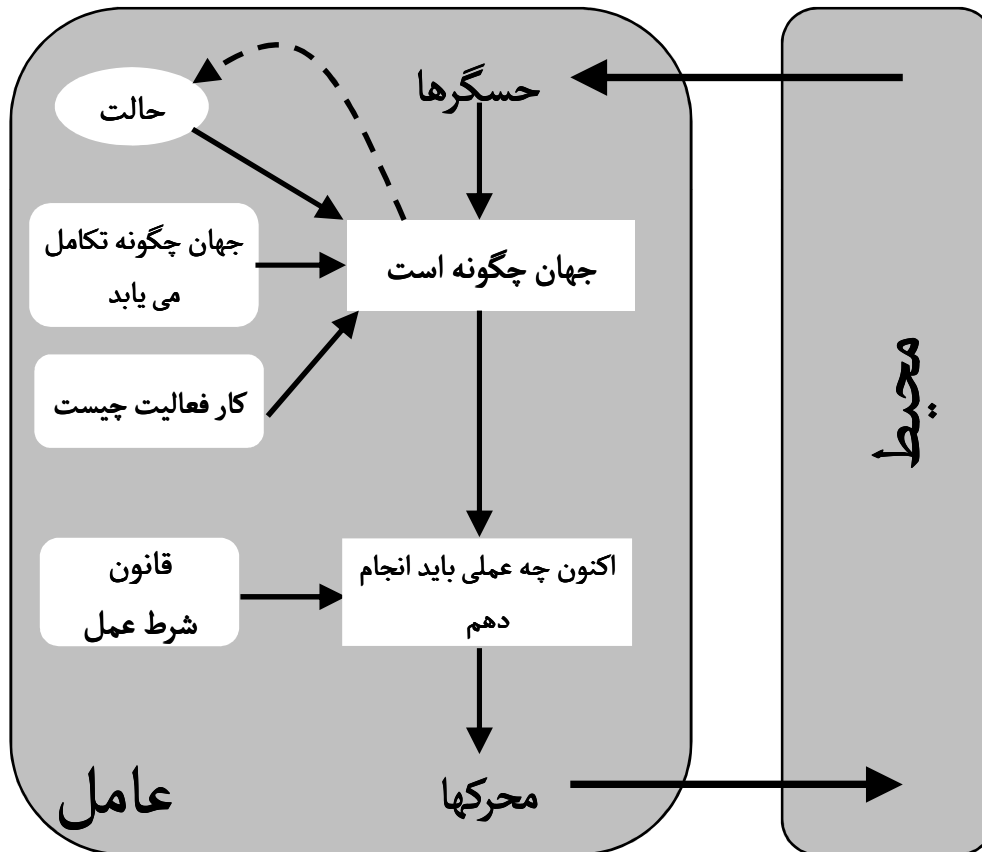 حسگرها
حالت
جهان چگونه تکامل
می یابد
جهان چگونه است
کار فعالیت چیست
محیط
قانون
شرط عمل
اکنون چه عملی باید انجام
دهم
محرکها
عامل